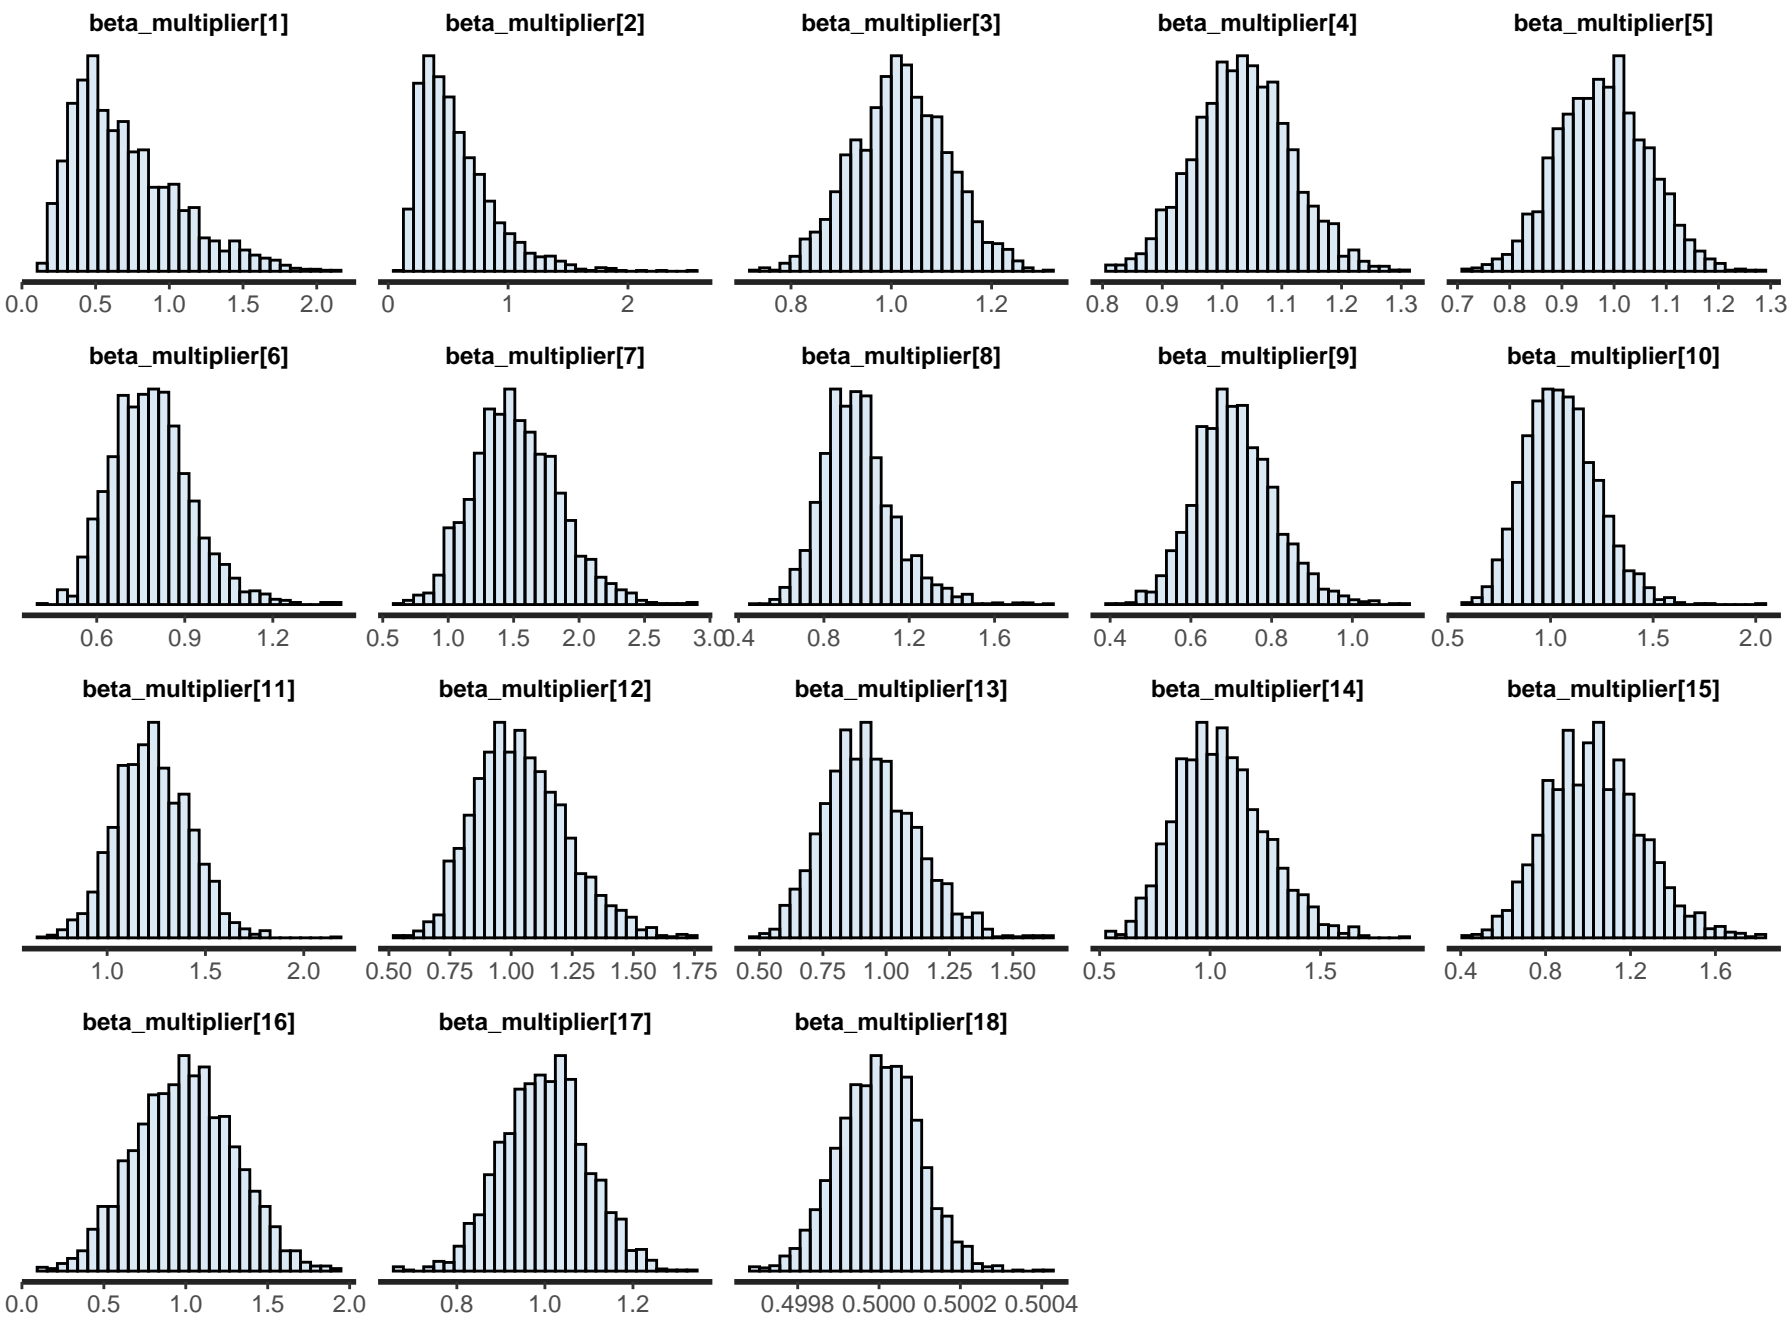 beta_multiplier[1] beta_multiplier[2] beta_multiplier[3] beta_multiplier[4] beta_multiplier[5]
0.0 0.5 1.0 1.5 2.0 0 1 2 0.8 1.0 1.2 0.8 0.9 1.0 1.1 1.2 1.3 0.7 0.8 0.9 1.0 1.1 1.2 1.3
beta_multiplier[6] beta_multiplier[7] beta_multiplier[8] beta_multiplier[9] beta_multiplier[10]
0.6 0.9 1.2 0.5 1.0 1.5 2.0 2.5 3.0 0.4 0.8 1.2 1.6 0.4 0.6 0.8 1.0 0.5 1.0 1.5 2.0
beta_multiplier[11] beta_multiplier[12] beta_multiplier[13] beta_multiplier[14] beta_multiplier[15]
1.0 1.5 2.0 0.50 0.75 1.00 1.25 1.50 1.75 0.50 0.75 1.00 1.25 1.50 0.5 1.0 1.5 0.4 0.8 1.2 1.6
beta_multiplier[16] beta_multiplier[17] beta_multiplier[18]
0.0 0.5 1.0 1.5 2.0 0.8 1.0 1.2 0.4998 0.5000 0.5002 0.5004